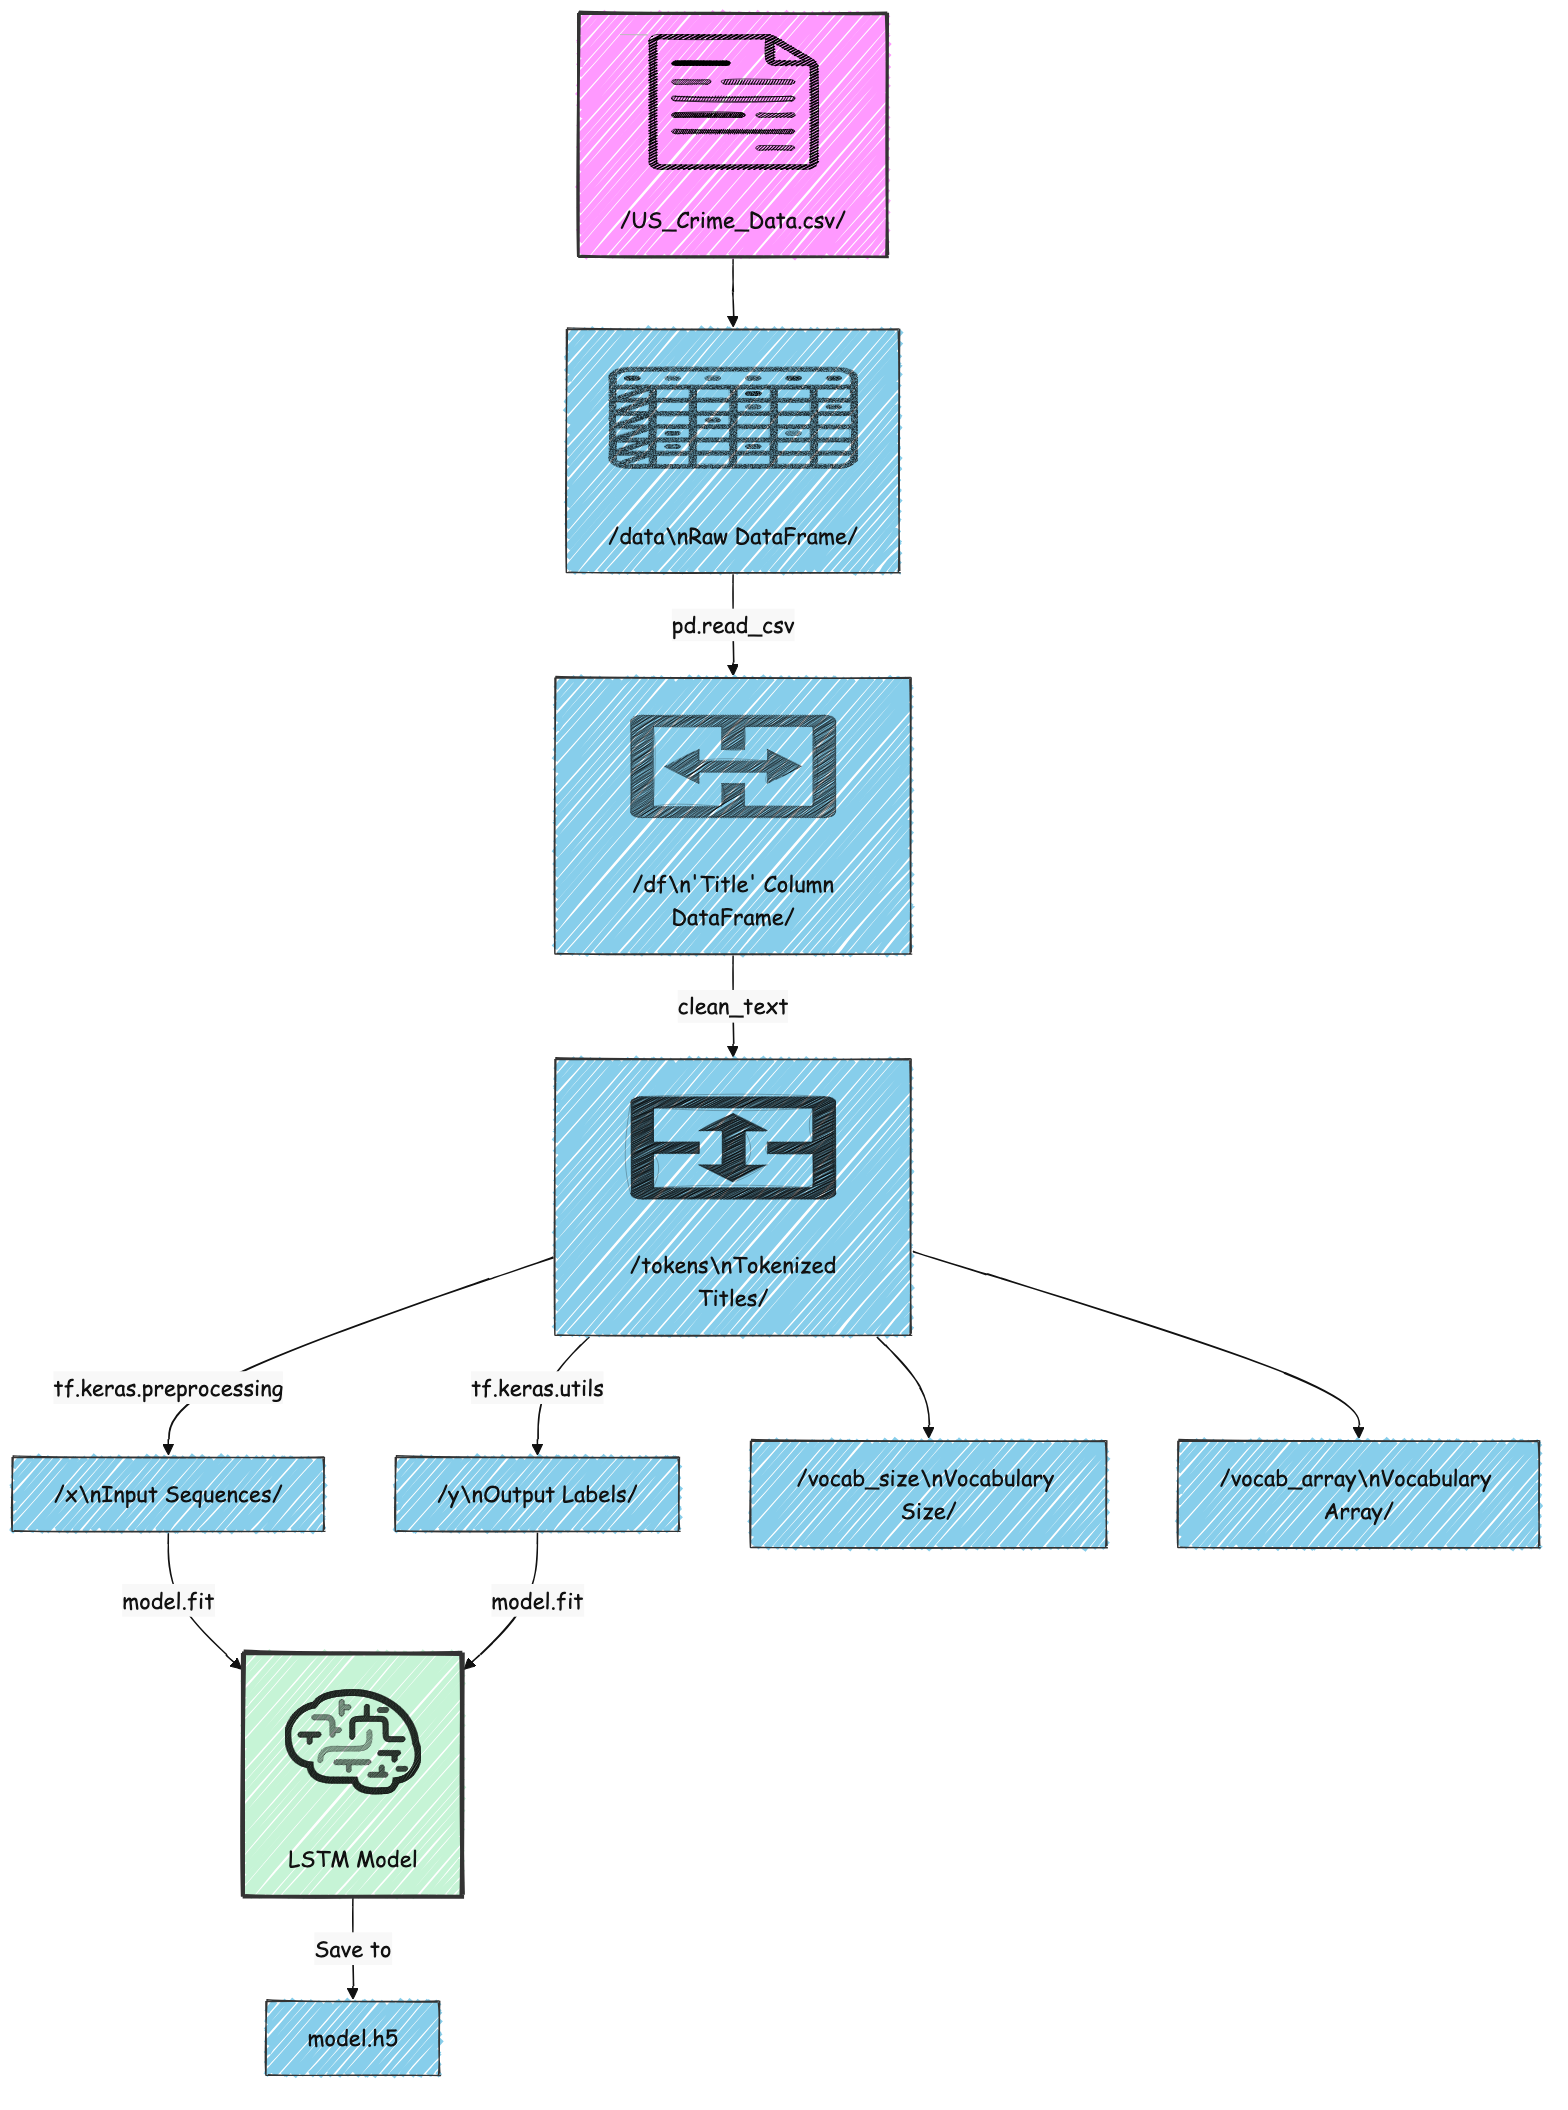 /US_Crime_Data.csv/
/data\nRaw DataFrame/
pd.read_csv
/df\n'Title' Column
DataFrame/
clean_text
/tokens\nTokenized
Titles/
tf.keras.preprocessing
tf.keras.utils
/x\nInput Sequences/
/y\nOutput Labels/
/vocab_size\nVocabulary
Size/
/vocab_array\nVocabulary
Array/
model.fit
model.fit
LSTM Model
Save to
model.h5